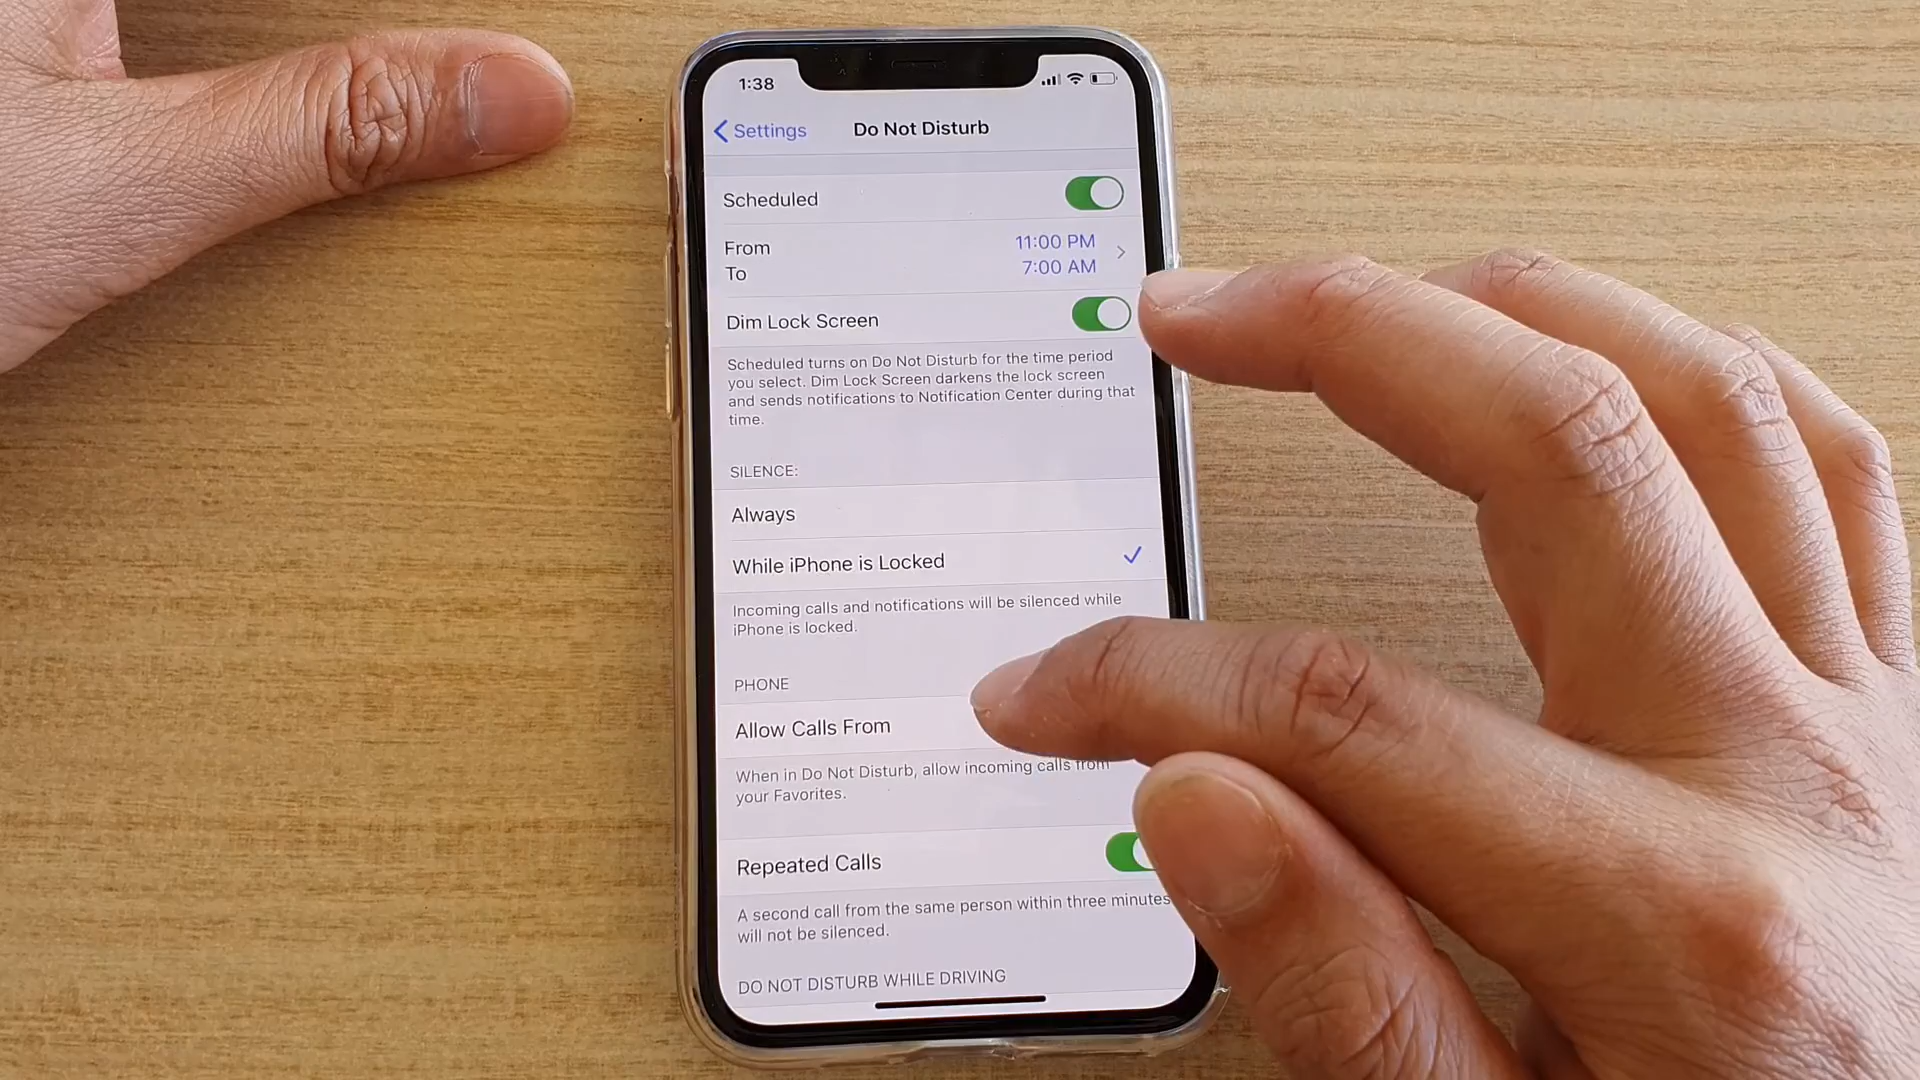 1:38
Settings
Do Not Disturb
Scheduled
From 11:00 PM
To 7:00 AM
Dim Lock Screen
Scheduled turns on Do Not Disturb for the time period
you select. Dim Lock Screen darkens the lock screen
and sends notifications to Notification Center during that
time.
SILENCE:
Always
While iPhone is Locked
Incoming calls and notifications will be silenced while
iPhone is locked.
PHONE
Allow Calls From
When in Do Not Disturb, allow incoming calls from
your Favorites.
Repeated Calls
A second call from the same person within three minutes
will not be silenced.
DO NOT DISTURB WHILE DRIVING